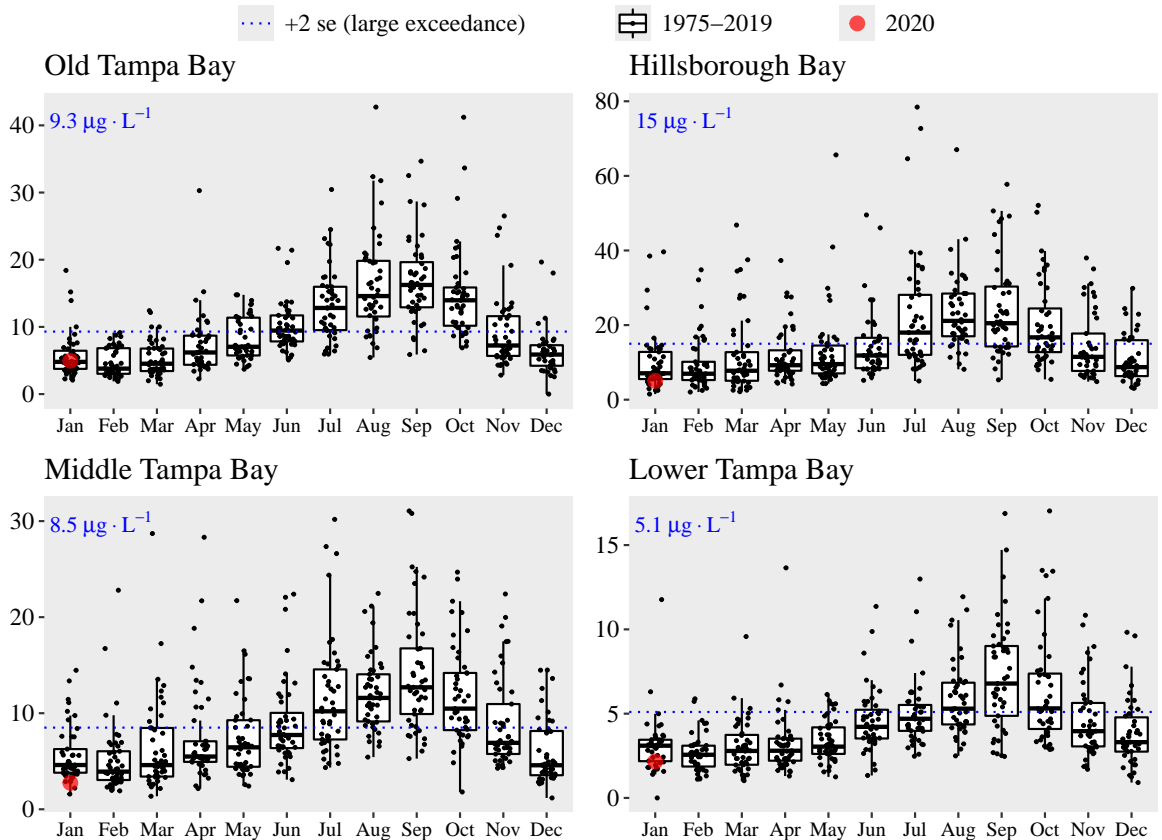 +2 se (large exceedance) 1975–2019 2020
Old Tampa Bay
9.3 μg · L⁻¹
40
30
20
10
0
Jan Feb Mar Apr May Jun Jul Aug Sep Oct Nov Dec
Hillsborough Bay
15 μg · L⁻¹
80
60
40
20
0
Jan Feb Mar Apr May Jun Jul Aug Sep Oct Nov Dec
Middle Tampa Bay
8.5 μg · L⁻¹
30
20
10
0
Jan Feb Mar Apr May Jun Jul Aug Sep Oct Nov Dec
Lower Tampa Bay
5.1 μg · L⁻¹
15
10
5
0
Jan Feb Mar Apr May Jun Jul Aug Sep Oct Nov Dec